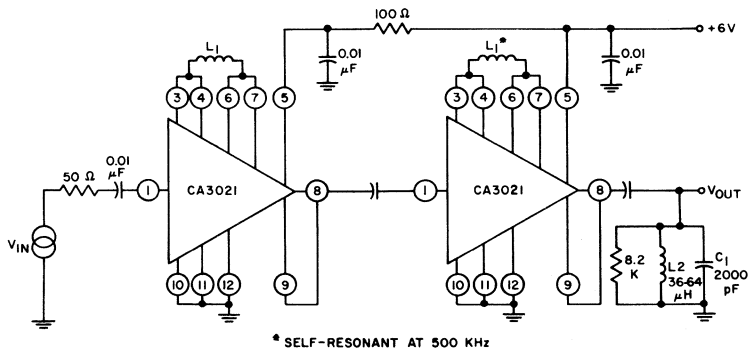 100 Ω
+6V
L1
0.01
μF
L1*
0.01
μF
3 4 6 7 5
3 4 6 7 5
50 Ω
0.01
μF
1
CA3021
8
1
CA3021
8
VOUT
VIN
10 11 12 9
10 11 12 9
8.2
K
L2
36-64
μH
C1
2000
pF
* SELF-RESONANT AT 500 KHz